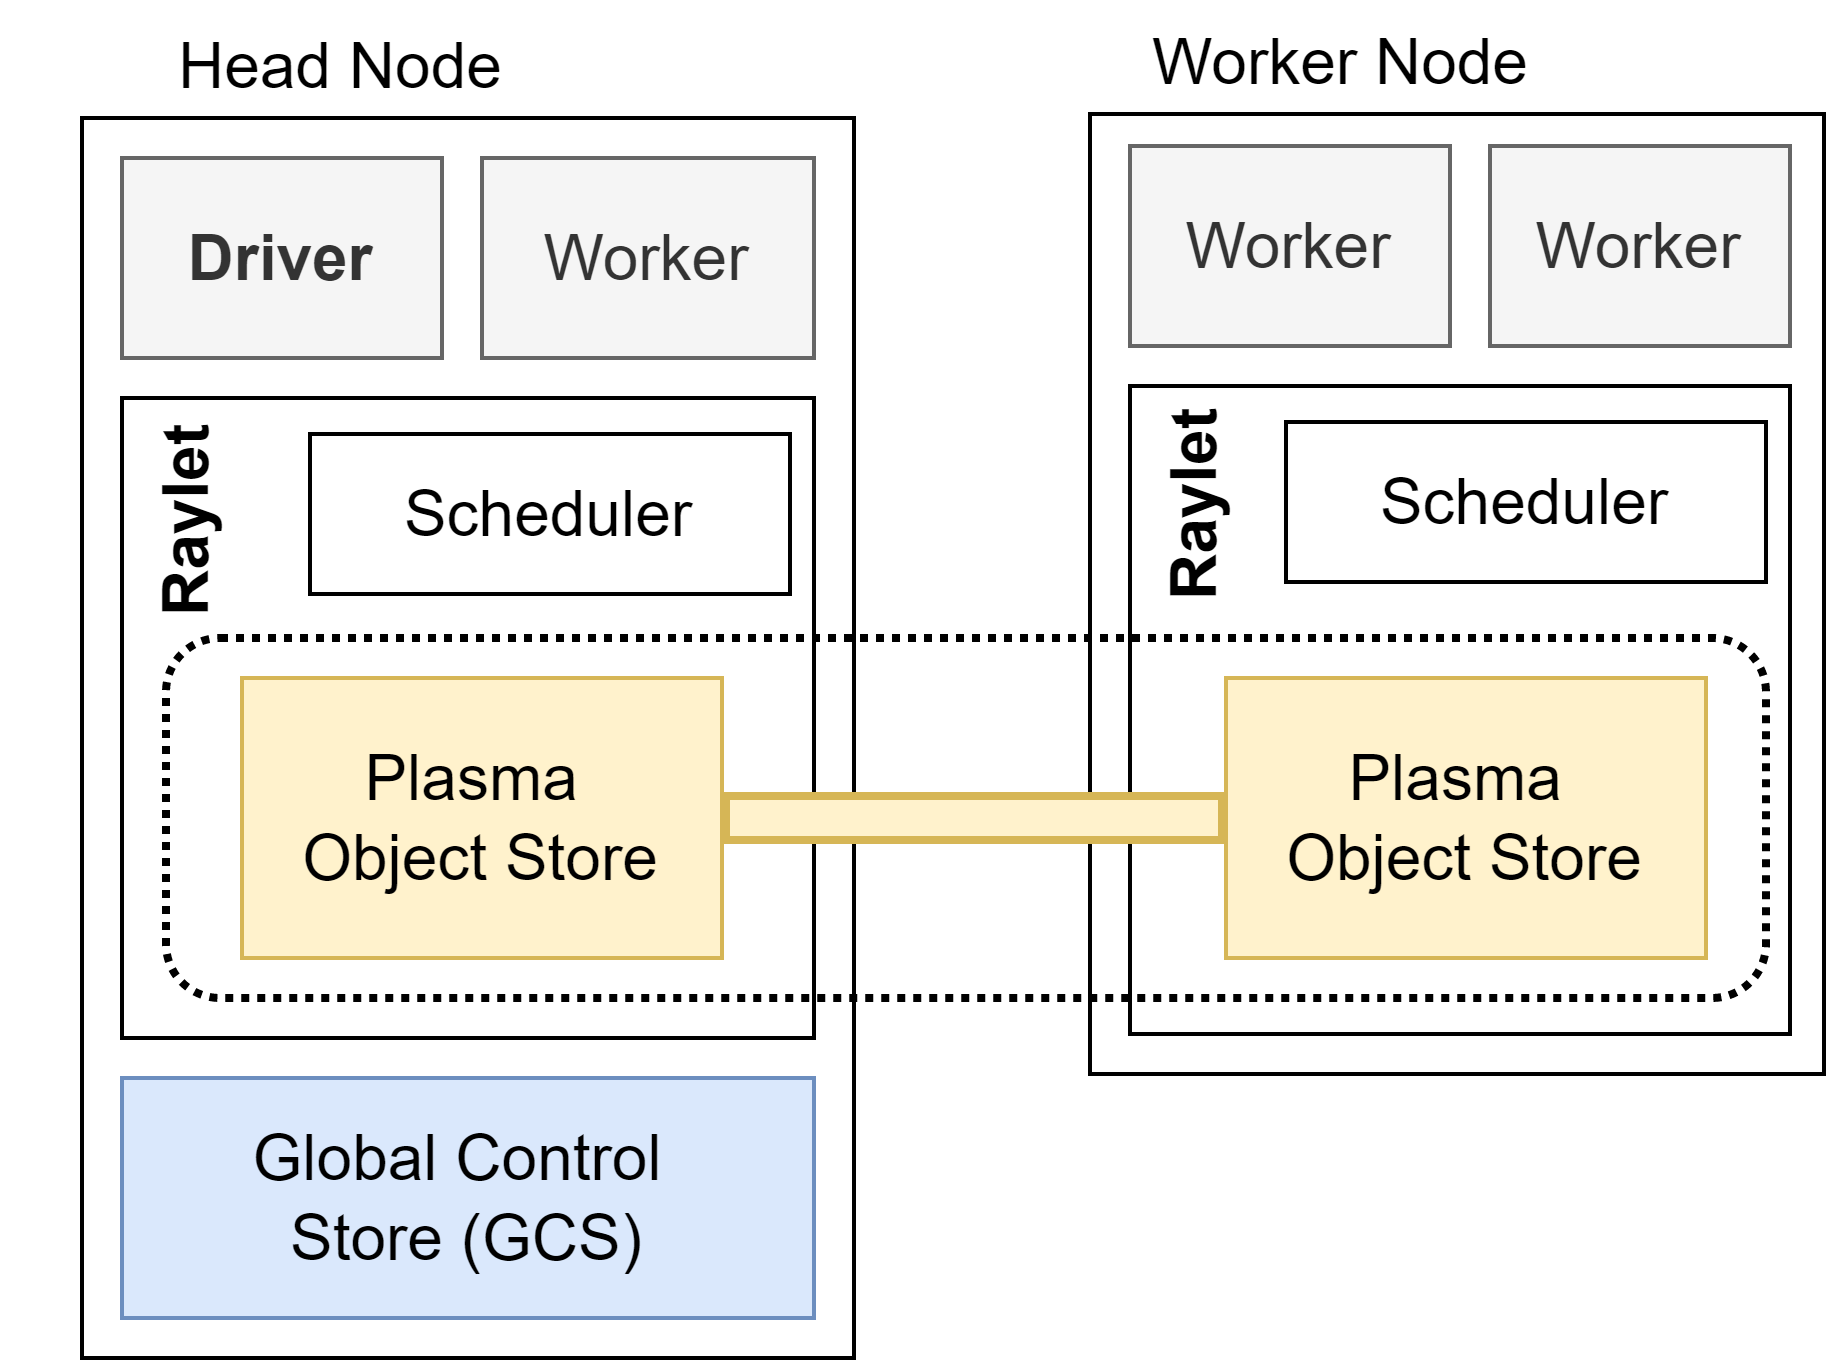 Head Node
Driver
Worker
Raylet
Scheduler
Plasma
Object Store
Global Control
Store (GCS)
Worker Node
Worker
Worker
Raylet
Scheduler
Plasma
Object Store